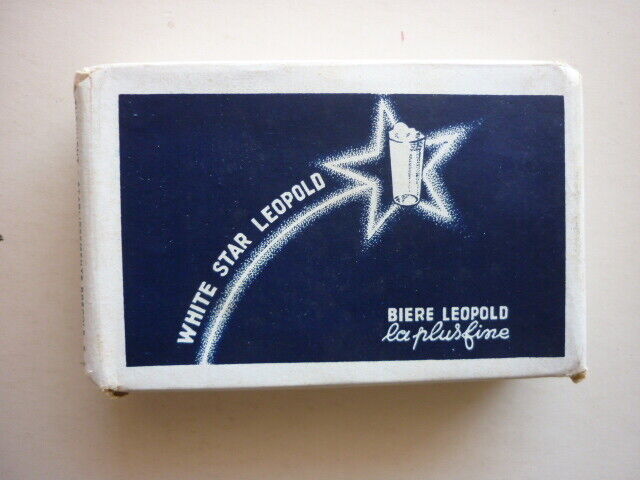 WHITE STAR LEOPOLD
BIERE LEOPOLD
la plus fine